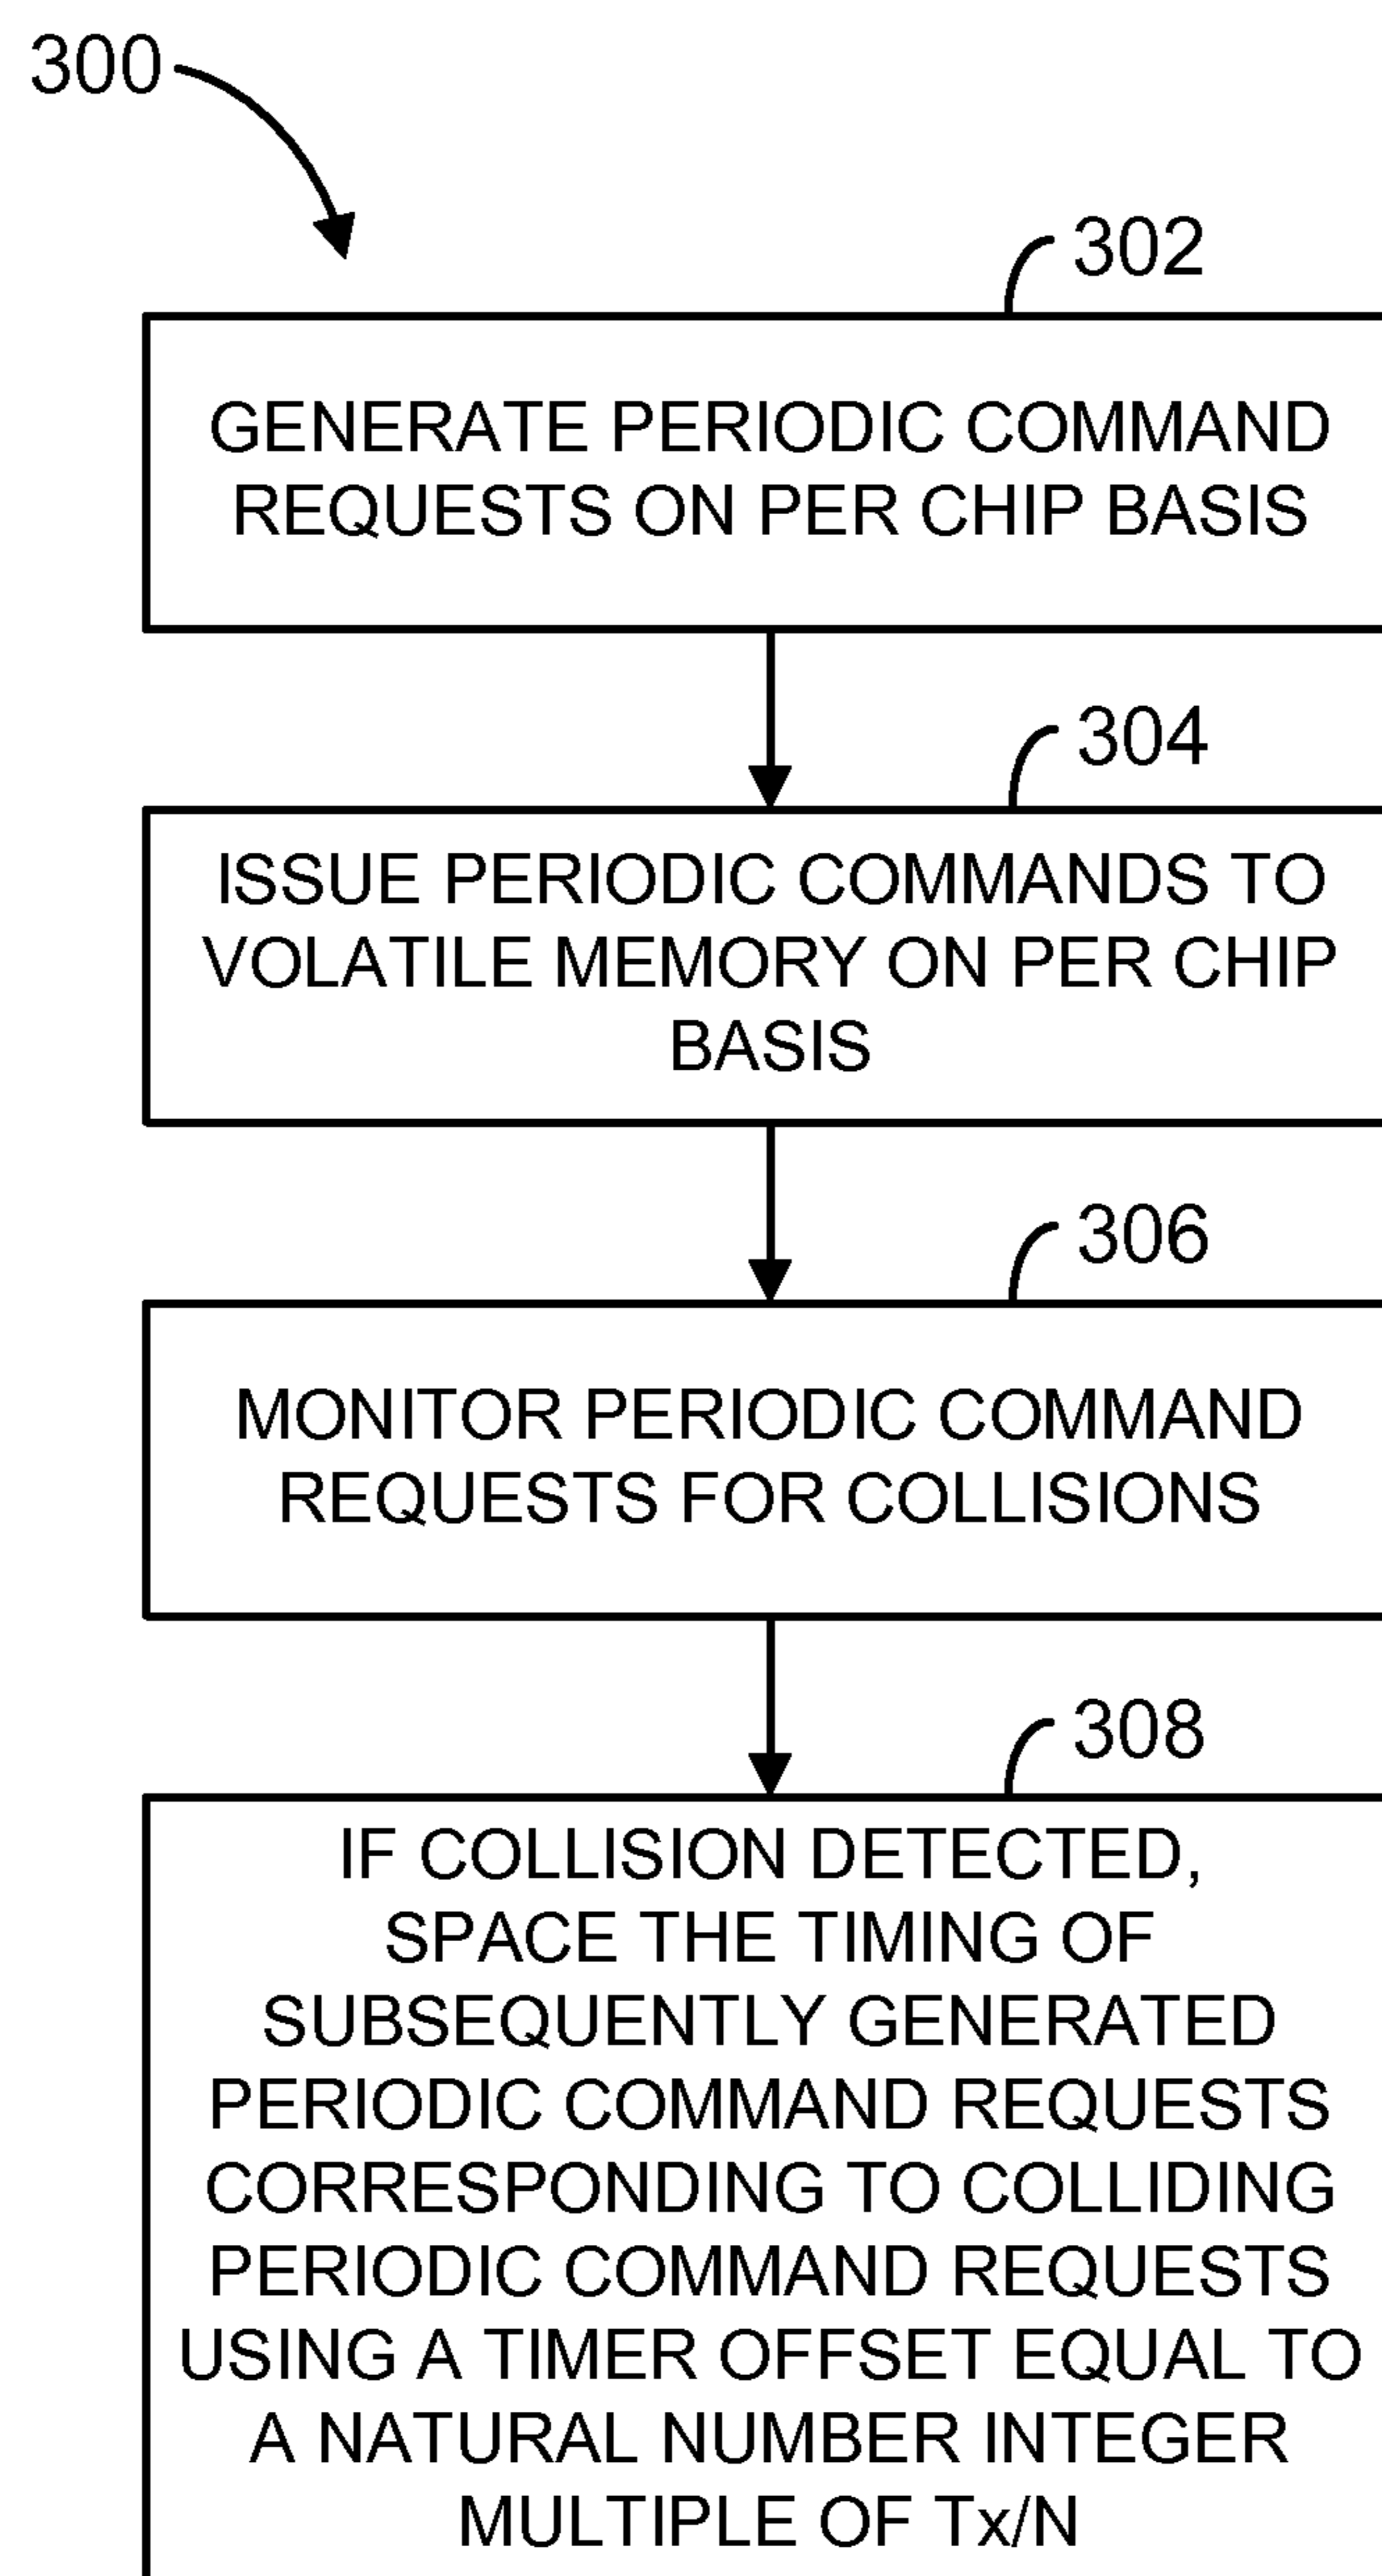 300
302
GENERATE PERIODIC COMMAND
REQUESTS ON PER CHIP BASIS
304
ISSUE PERIODIC COMMANDS TO
VOLATILE MEMORY ON PER CHIP
BASIS
306
MONITOR PERIODIC COMMAND
REQUESTS FOR COLLISIONS
308
IF COLLISION DETECTED,
SPACE THE TIMING OF
SUBSEQUENTLY GENERATED
PERIODIC COMMAND REQUESTS
CORRESPONDING TO COLLIDING
PERIODIC COMMAND REQUESTS
USING A TIMER OFFSET EQUAL TO
A NATURAL NUMBER INTEGER
MULTIPLE OF Tx/N